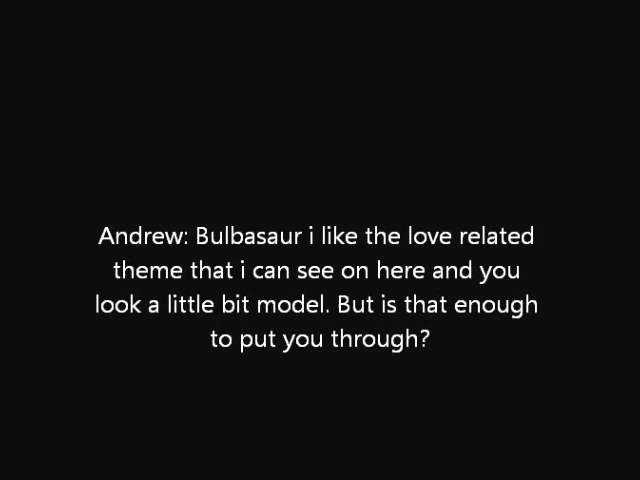 Andrew: Bulbasaur i like the love related
theme that i can see on here and you
look a little bit model. But is that enough
to put you through?